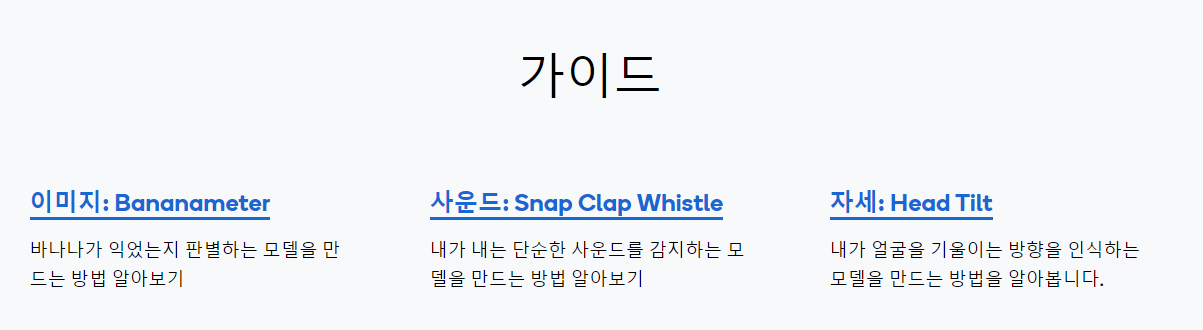 가이드
이미지: Bananameter
바나나가 익었는지 판별하는 모델을 만
드는 방법 알아보기
사운드: Snap Clap Whistle
내가 내는 단순한 사운드를 감지하는 모
델을 만드는 방법 알아보기
자세: Head Tilt
내가 얼굴을 기울이는 방향을 인식하는
모델을 만드는 방법을 알아봅니다.